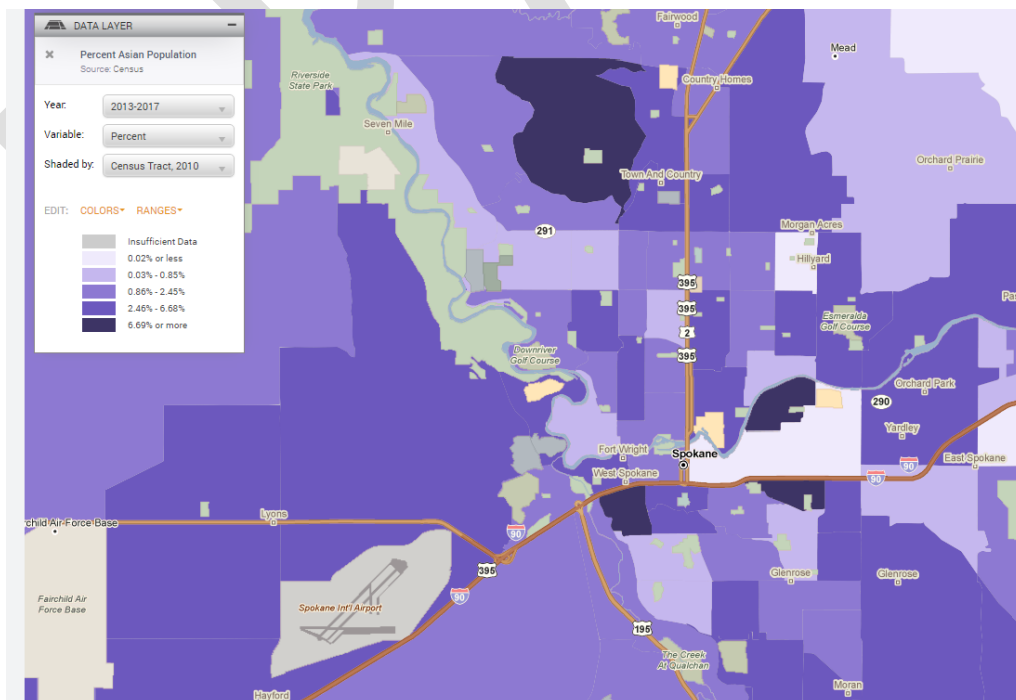 DATA LAYER
Percent Asian Population
Source: Census
Year: 2013-2017
Variable: Percent
Shaded by: Census Tract, 2010
EDIT: COLORS RANGES
Insufficient Data
0.02% or less
0.03% - 0.85%
0.86% - 2.45%
2.46% - 6.68%
6.69% or more
Fairwood
Mead
Riverside
State Park
Country Homes
Seven Mile
Orchard Prairie
Town And Country
Morgan Acres
291
Hillyard
395
Pas
395
Esmeralda
Golf Course
2
395
Downriver
Golf Course
Orchard Park
290
Yardley
Fort Wright
Spokane
East Spokane
90
West Spokane
90
90
Lyons
child Air Force Base
90
395
Glenrose
Glenrose
Fairchild Air
Force Base
90
Spokane Int'l Airport
195
The Creek
At Qualchan
Moran
Hayford